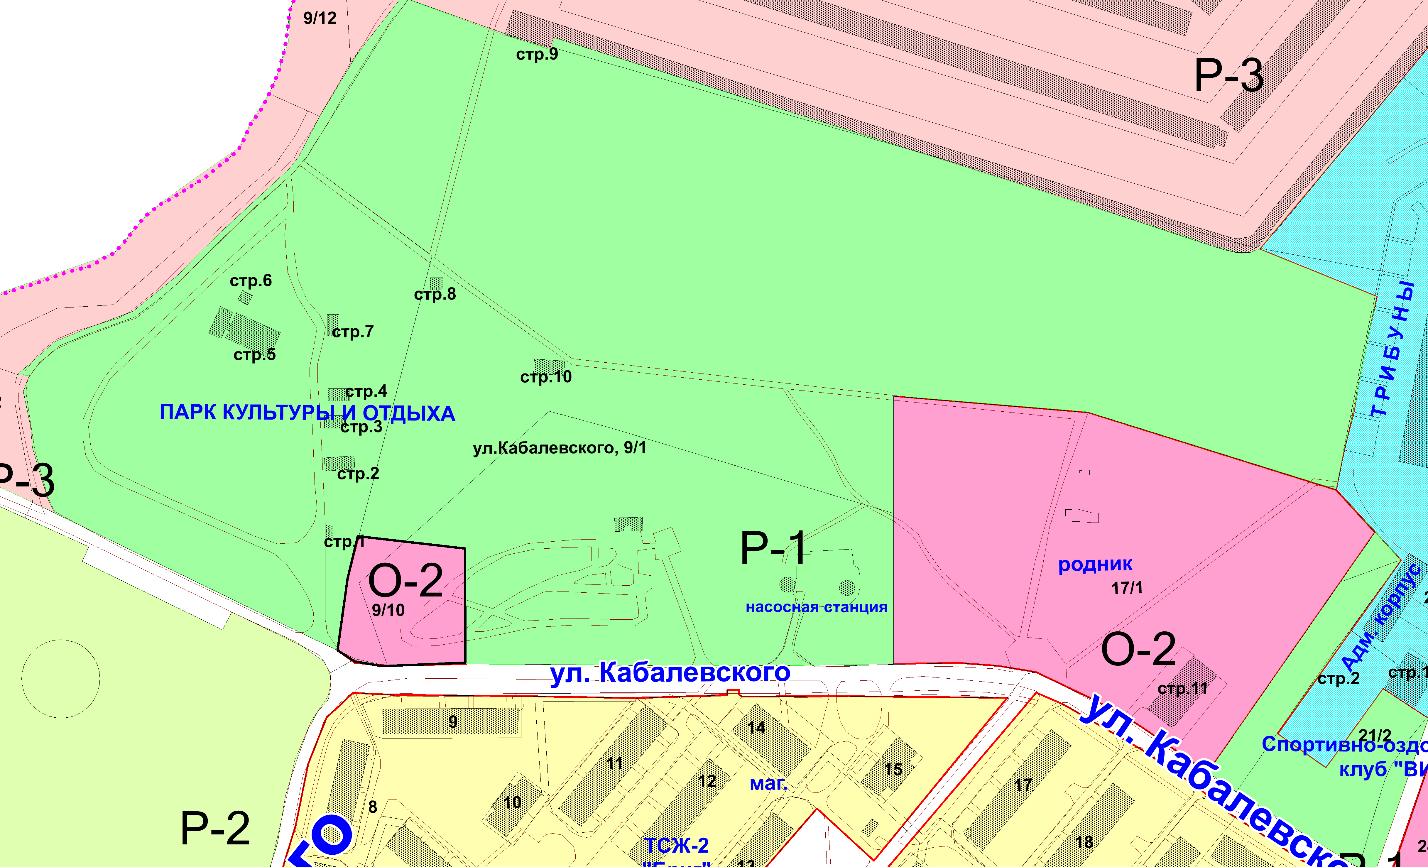 9/12
стр.9
Р-3
стр.6
стр.8
стр.7
стр.5
ТРИБУНЫ
стр.10
стр.4
ПАРК КУЛЬТУРЫ И ОТДЫХА
стр.3
ул.Кабалевского, 9/1
стр.2
Р-3
стр.1
Р-1
О-2
9/10
родник
17/1
насосная-станция
Адм. корпус
О-2
ул. Кабалевского
стр.2
стр.1
стр.11
ул. Кабалевско
9
14
21/2
Спортивно-оздо
клуб "ВИ
11
12
маг.
15
17
10
8
Р-2
го
ТСЖ-2
18
13